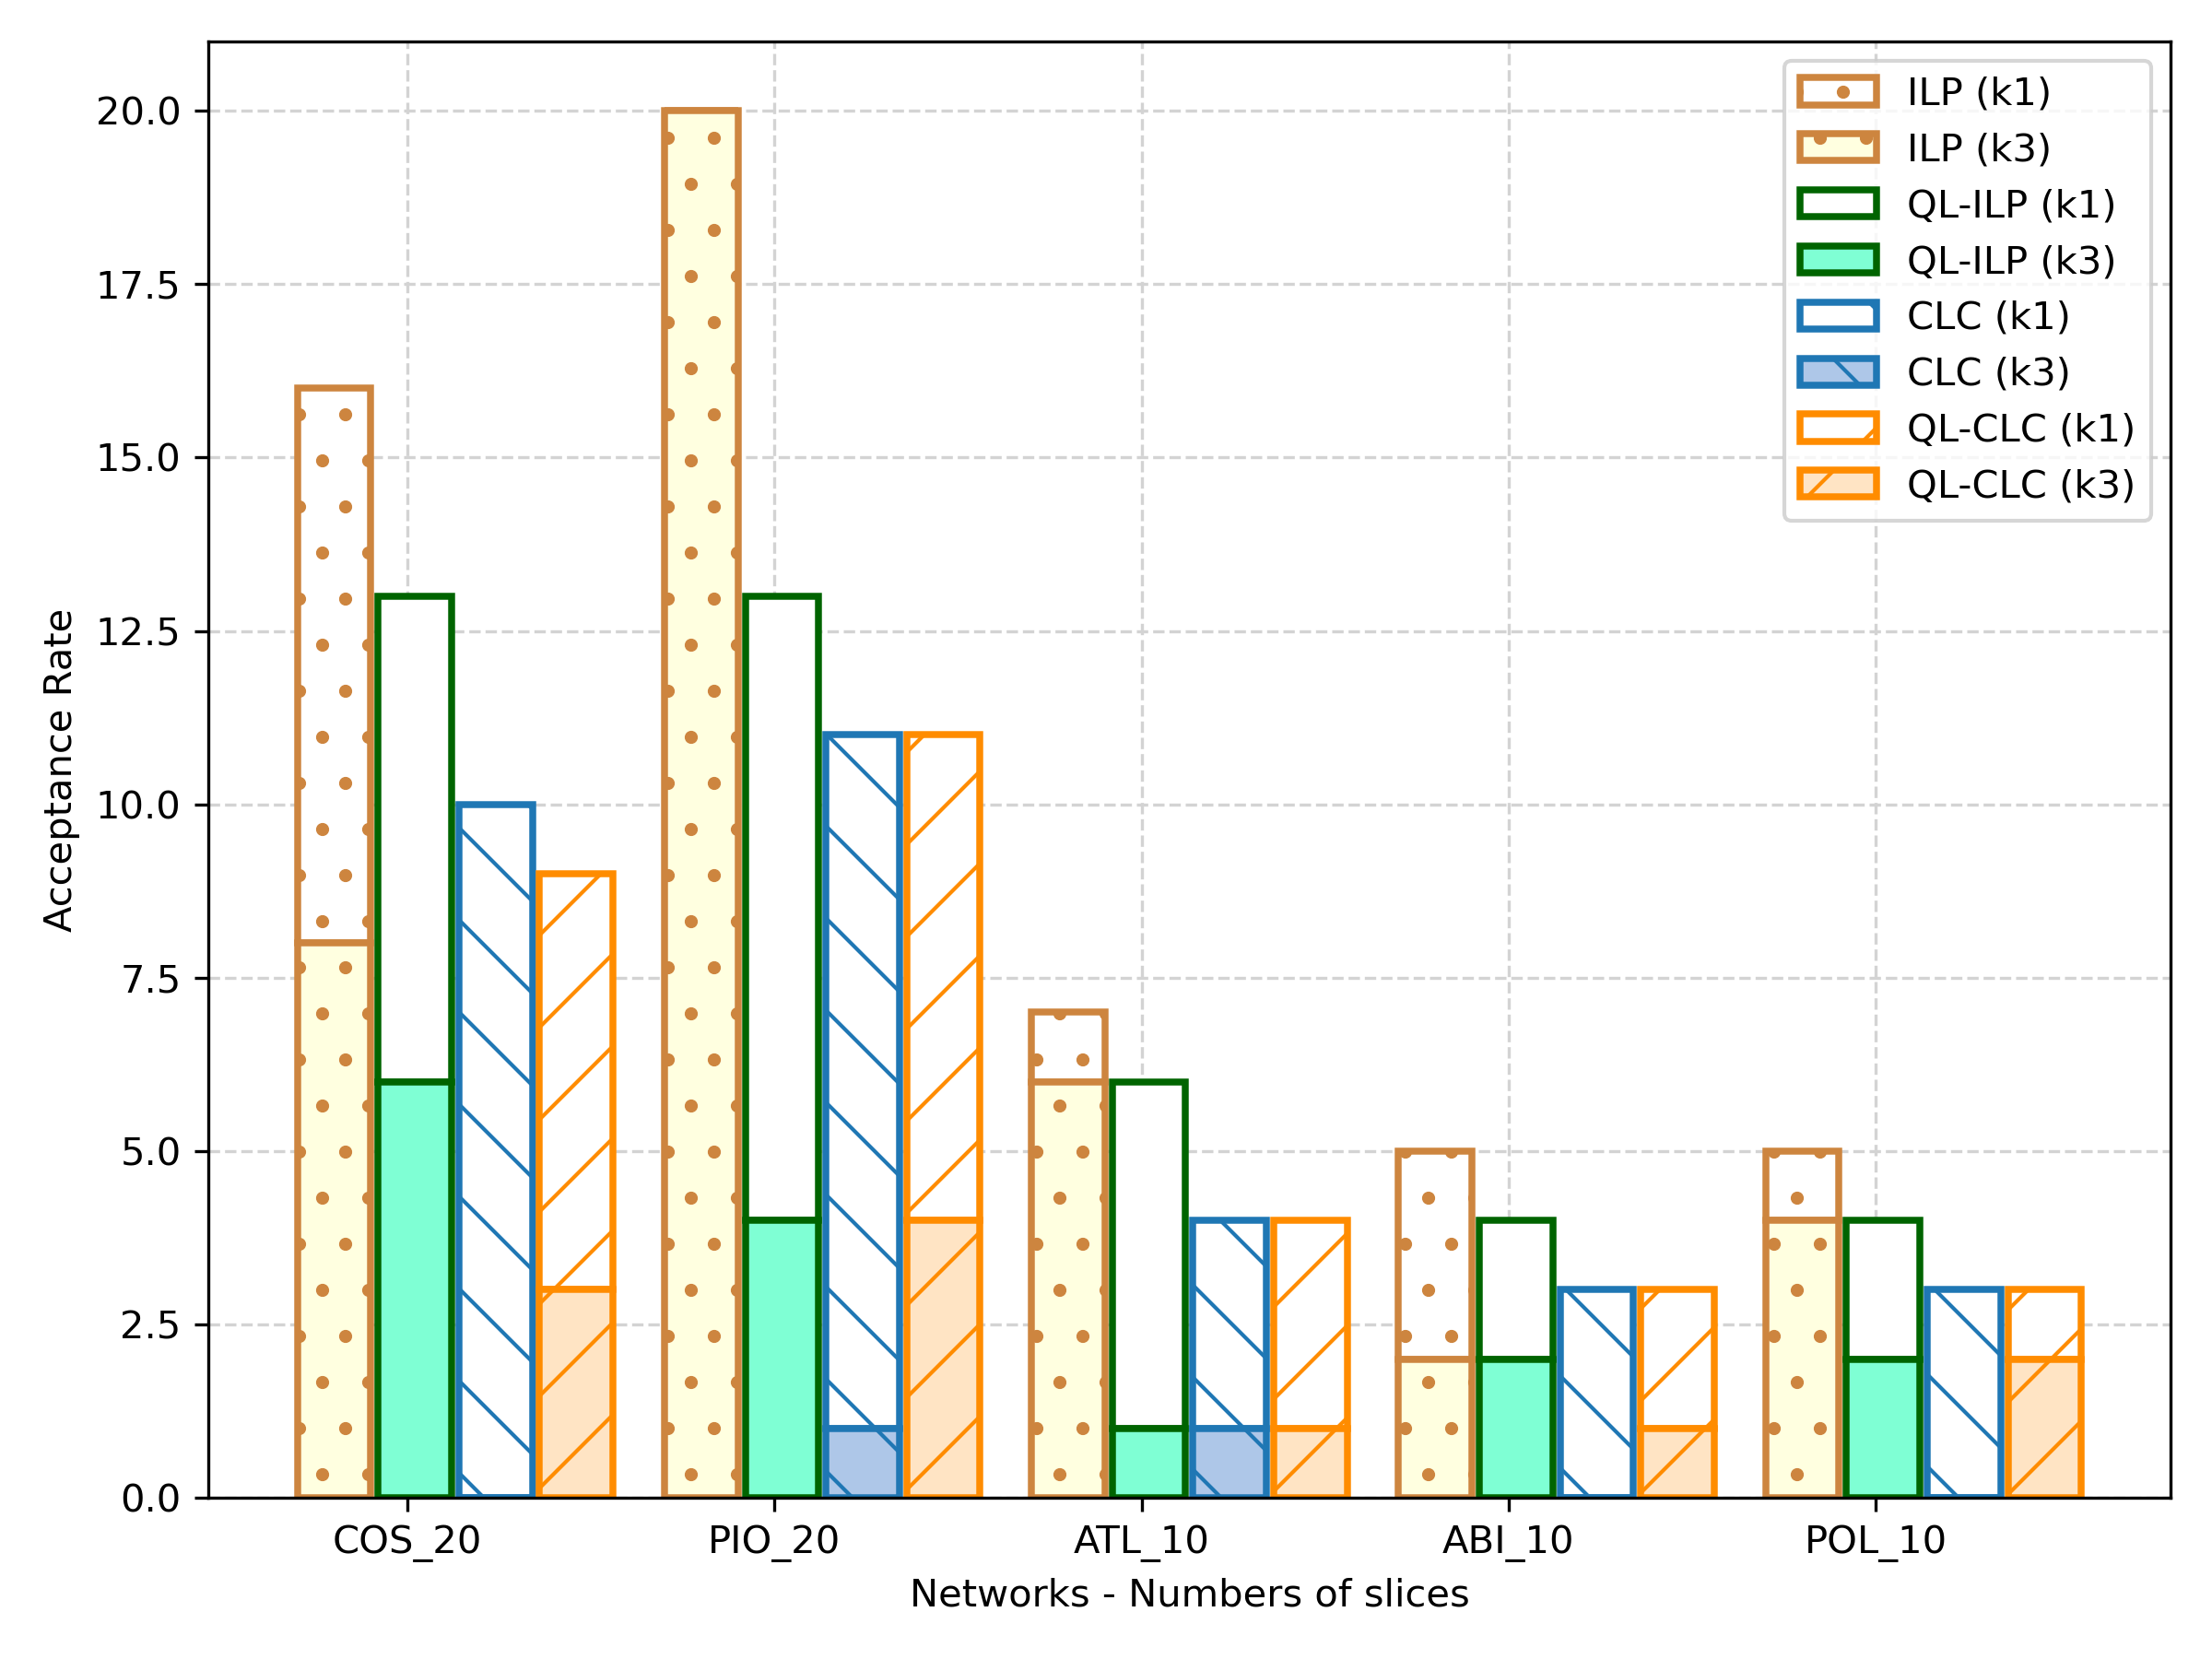 ILP (k1)
ILP (k3)
QL-ILP (k1)
QL-ILP (k3)
CLC (k1)
CLC (k3)
QL-CLC (k1)
QL-CLC (k3)
20.0
17.5
15.0
12.5
10.0
7.5
5.0
2.5
0.0
Acceptance Rate
COS_20 PIO_20 ATL_10 ABI_10 POL_10
Networks - Numbers of slices